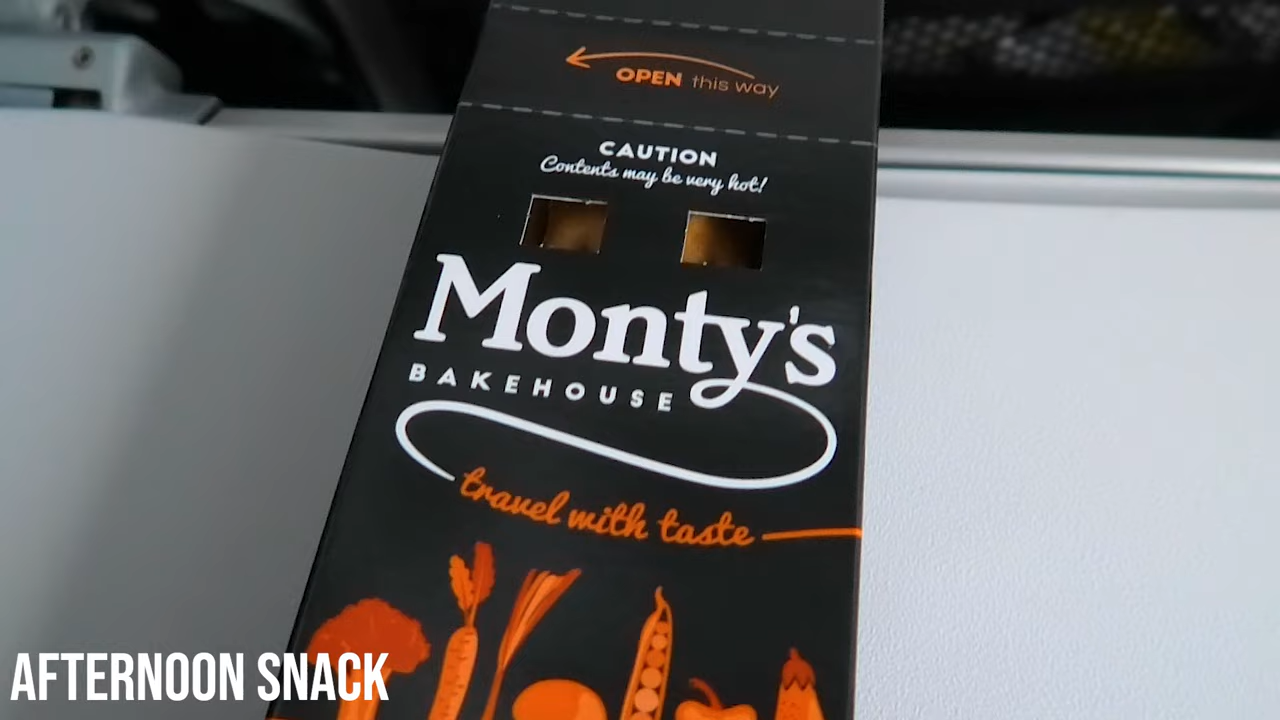 OPEN this way
CAUTION
Contents may be very hot!
Monty's
BAKEHOUSE
travel with taste
AFTERNOON SNACK